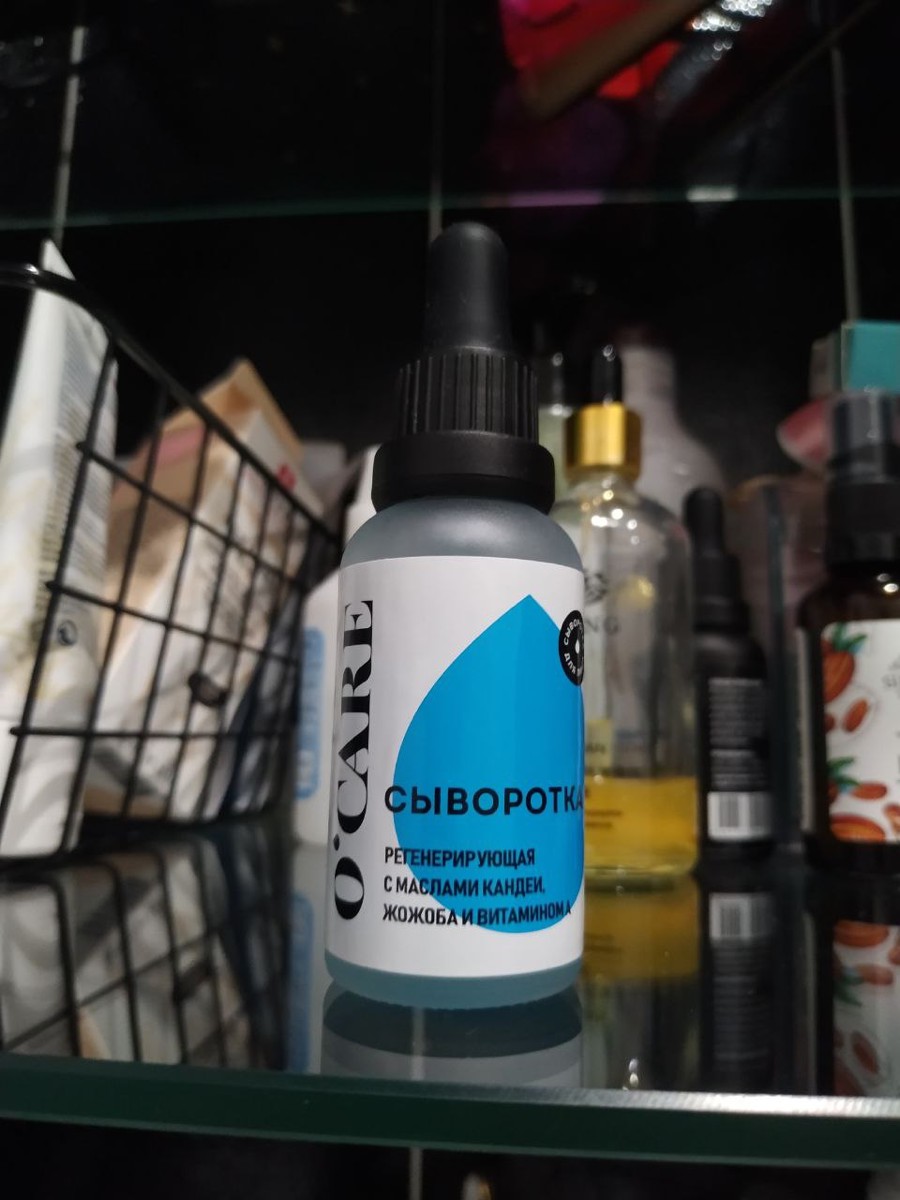 O'CARE
СЫВОРОТКА
РЕГЕНЕРИРУЮЩАЯ
С МАСЛАМИ КАНДЕИ,
ЖОЖОБА И ВИТАМИНОМ А